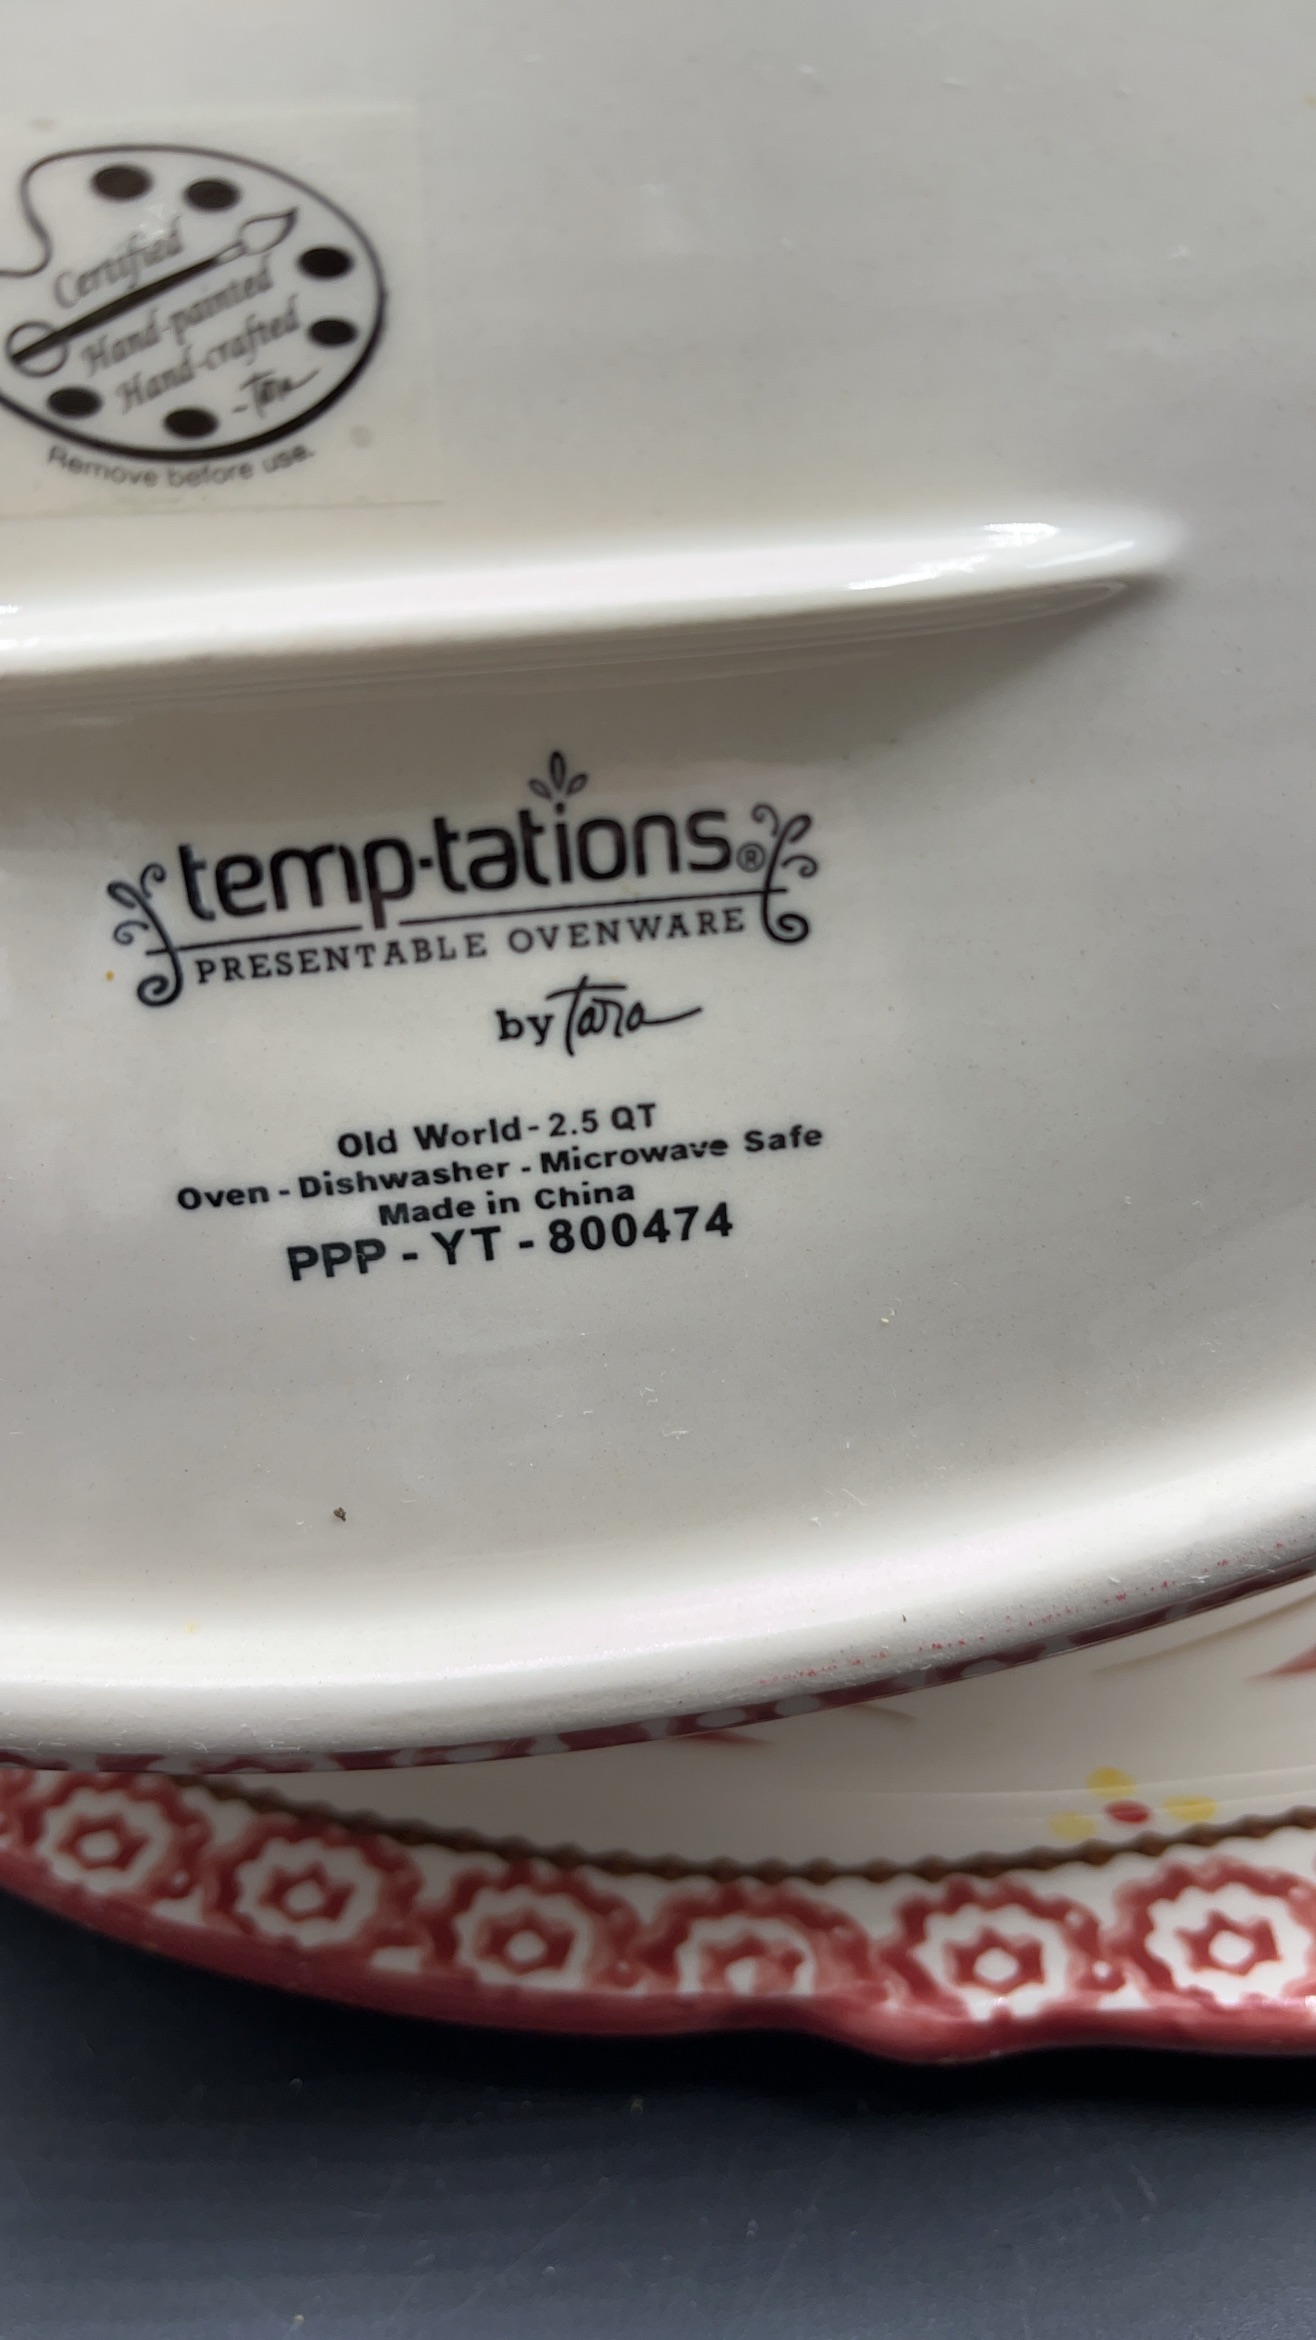 Certified
Hand-painted
Hand-crafted
-Tara
Remove before use.
temp-tations®
PRESENTABLE OVENWARE
by Tara
Old World - 2.5 QT
Oven - Dishwasher - Microwave Safe
Made in China
PPP - YT - 800474